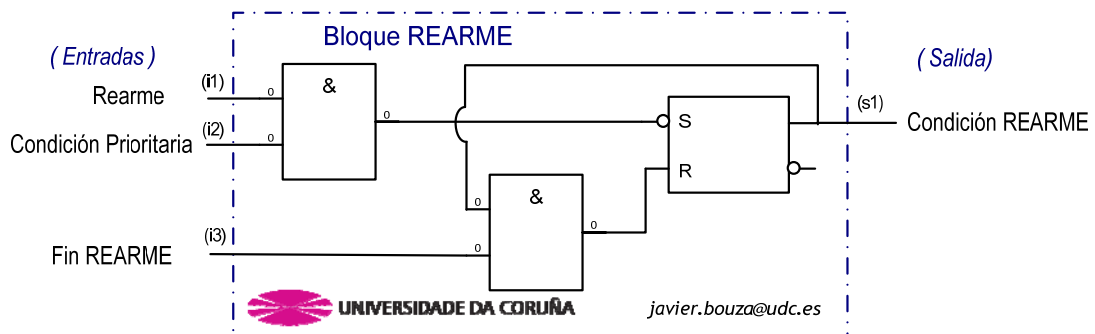 Bloque REARME
( Entradas )
( Salida)
Rearme
(i1)
0
&
0
(s1)
Condición REARME
Condición Prioritaria
(i2)
0
S
R
&
0
0
Fin REARME
(i3)
0
UNIVERSIDADE DA CORUÑA
javier.bouza@udc.es